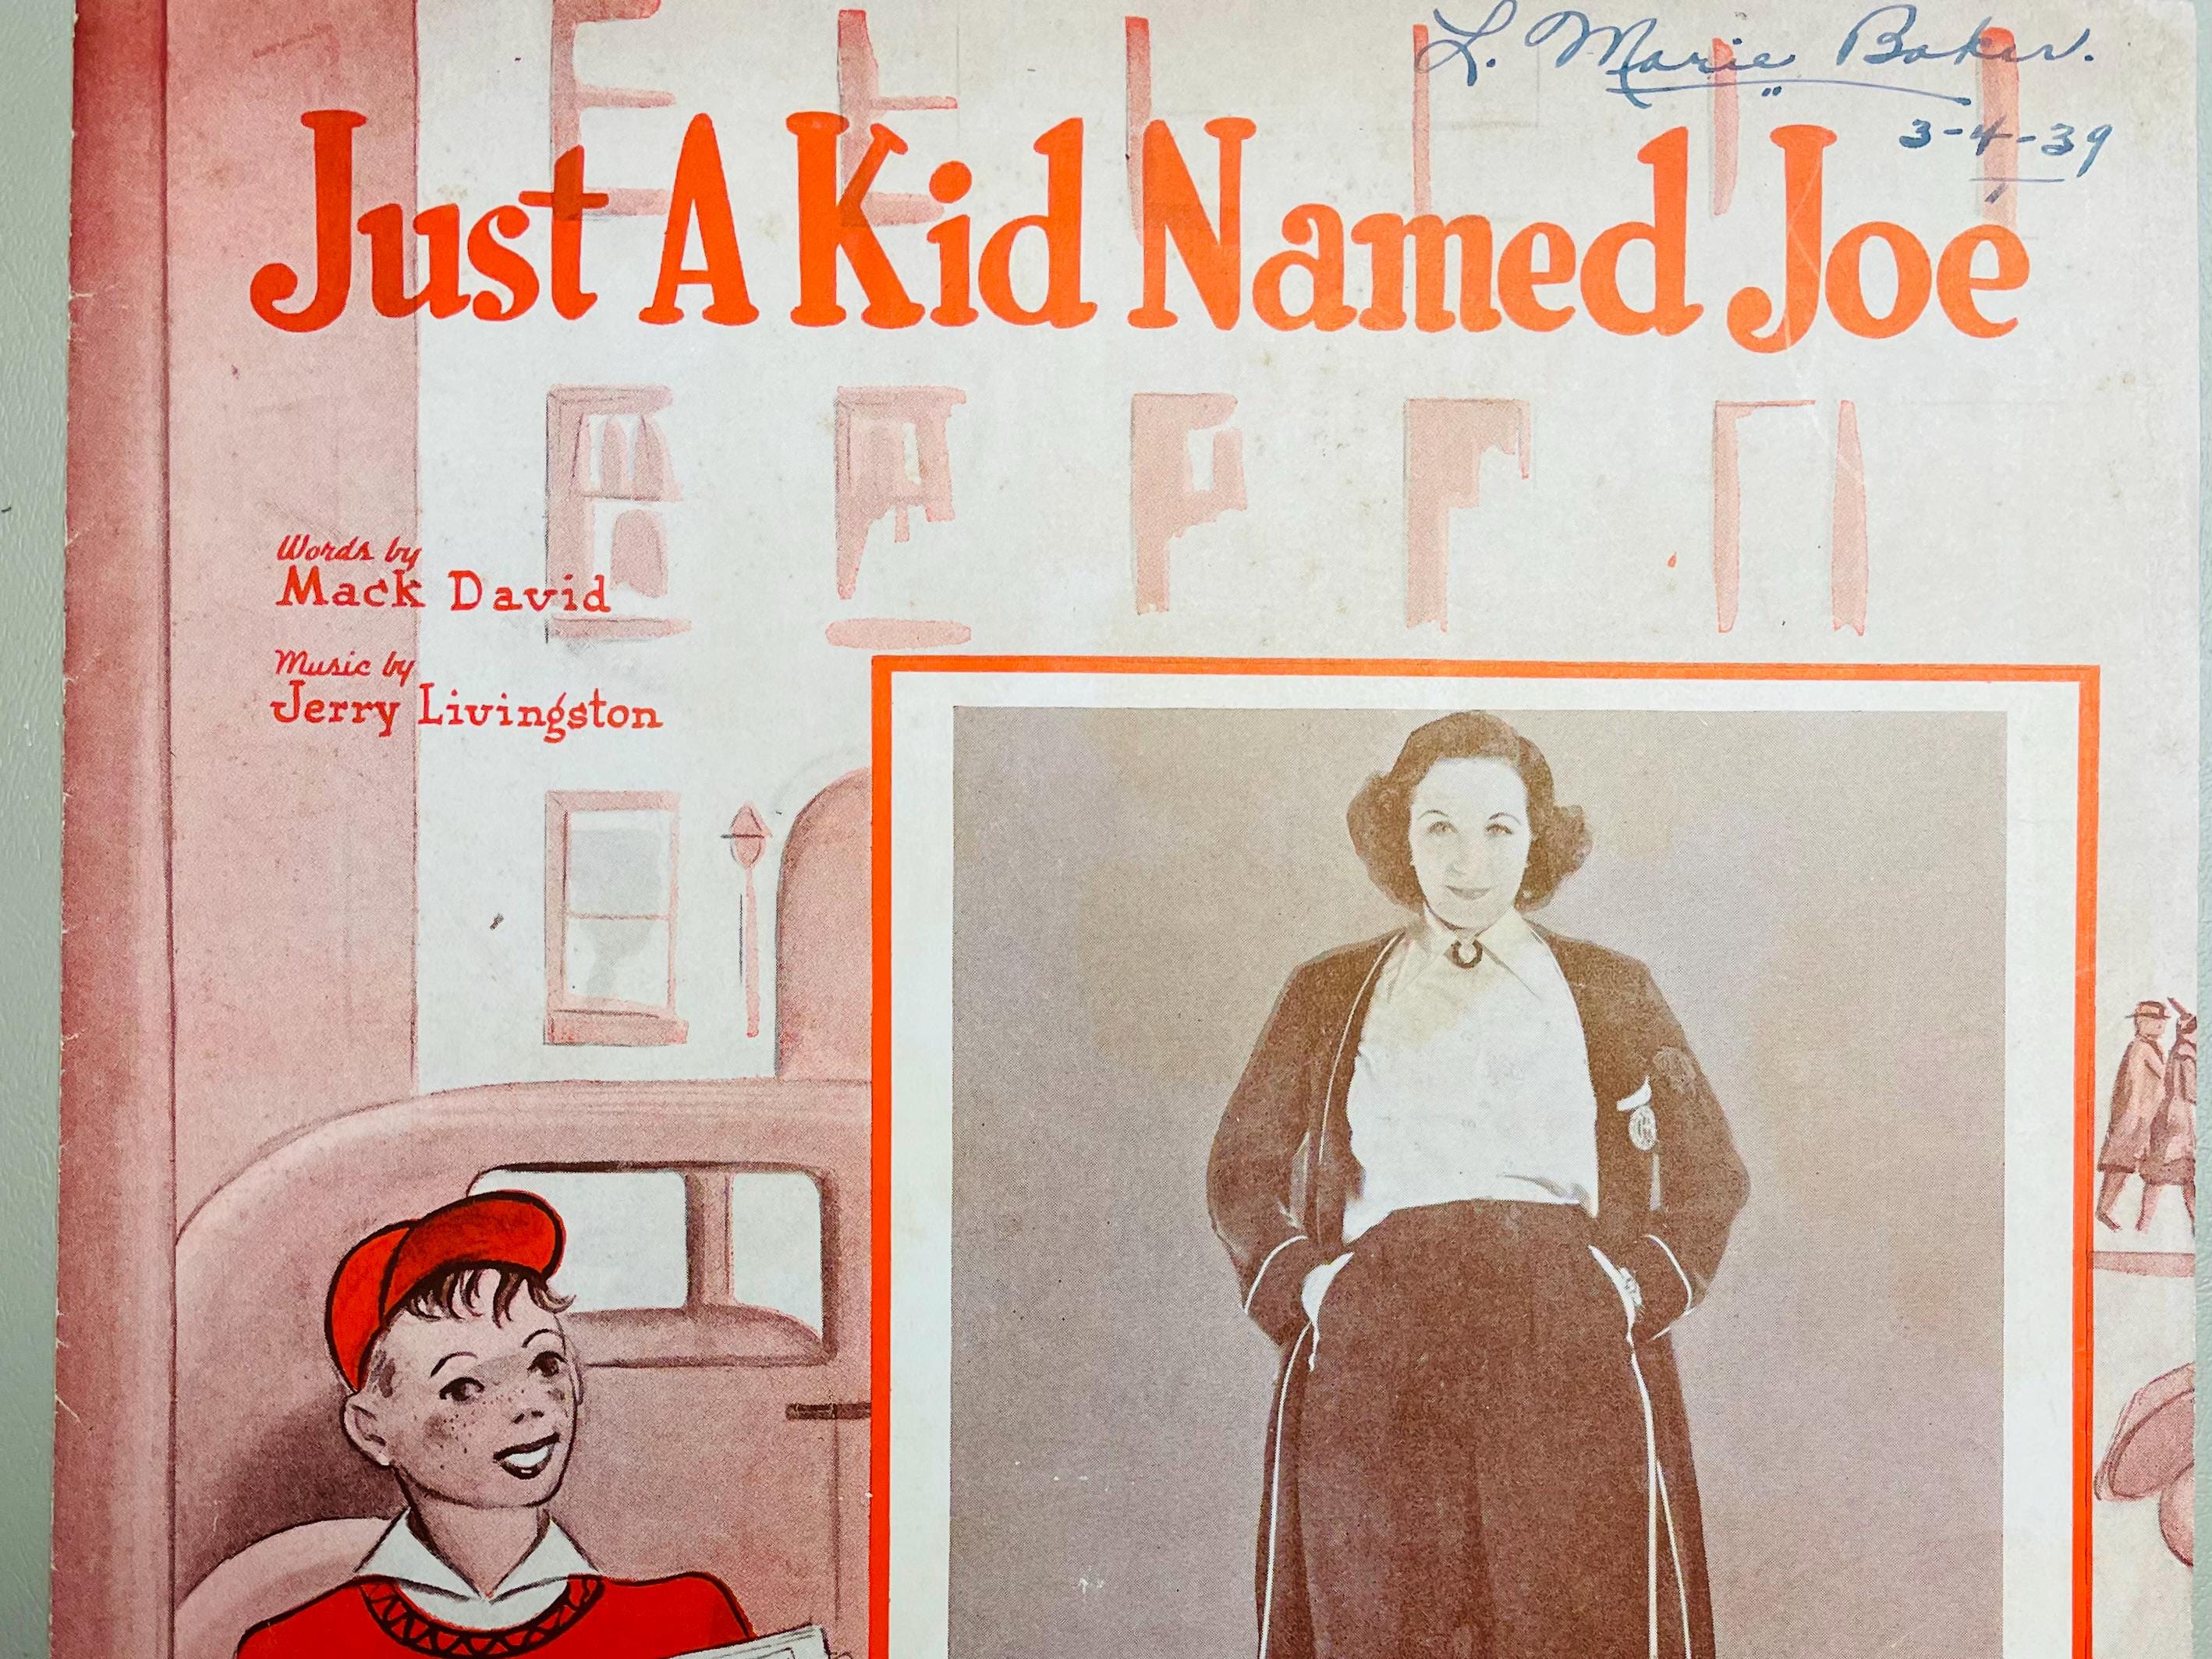 L. Marie Baker.
3-4-39
Just A Kid Named Joe
Words by
Mack David
Music by
Jerry Livingston